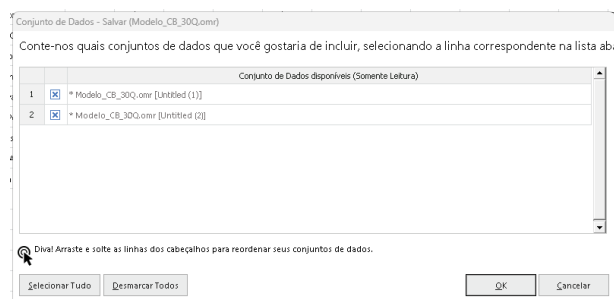 Conjunto de Dados - Salvar (Modelo_CB_30Q.omr)
Conte-nos quais conjuntos de dados que você gostaria de incluir, selecionando a linha correspondente na lista aba
Conjunto de Dados disponíveis (Somente Leitura)
1 * Modelo_CB_30Q.omr [Untitled (1)]
2 * Modelo_CB_30Q.omr [Untitled (2)]
Diva! Arraste e solte as linhas dos cabeçalhos para reordenar seus conjuntos de dados.
Selecionar Tudo Desmarcar Todos OK Cancelar